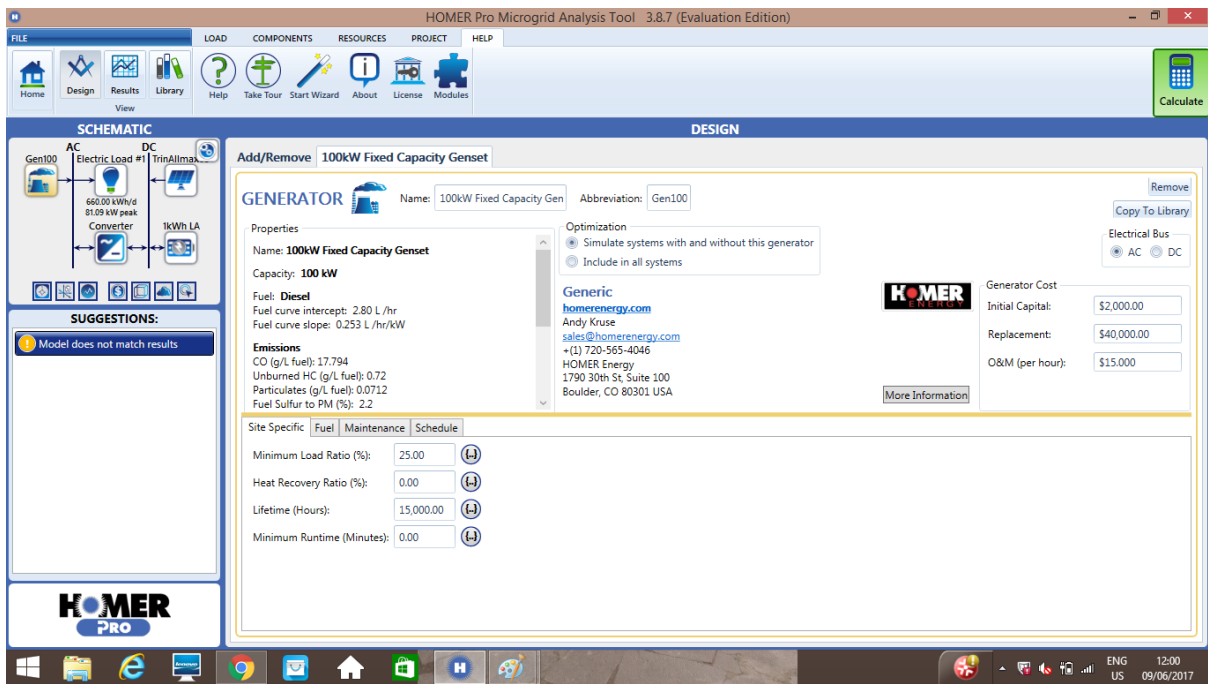 HOMER Pro Microgrid Analysis Tool 3.8.7 (Evaluation Edition)
FILE LOAD COMPONENTS RESOURCES PROJECT HELP
Home Design Results Library Help Take Tour Start Wizard About License Modules Calculate
View
SCHEMATIC
AC DC
Gen100 Electric Load #1
660.00 kWh/d
81.09 kW peak
Converter 1kWh LA
SUGGESTIONS:
Model does not match results
HOMER
PRO
DESIGN
Add/Remove 100kW Fixed Capacity Genset
GENERATOR Name: 100kW Fixed Capacity Gen Abbreviation: Gen100
Remove
Copy To Library
Properties
Name: 100kW Fixed Capacity Genset
Capacity: 100 kW
Fuel: Diesel
Fuel curve intercept: 2.80 L /hr
Fuel curve slope: 0.253 L /hr/kW
Emissions
CO (g/L fuel): 17.794
Unburned HC (g/L fuel): 0.72
Particulates (g/L fuel): 0.0712
Fuel Sulfur to PM (%): 2.2
Optimization
Simulate systems with and without this generator
Include in all systems
Generic
homerenergy.com
Andy Kruse
sales@homerenergy.com
+(1) 720-565-4046
HOMER Energy
1790 30th St, Suite 100
Boulder, CO 80301 USA
HOMER
ENERGY
More Information
Electrical Bus
AC DC
Generator Cost
Initial Capital: $2,000.00
Replacement: $40,000.00
O&M (per hour): $15.000
Site Specific Fuel Maintenance Schedule
Minimum Load Ratio (%): 25.00 {..}
Heat Recovery Ratio (%): 0.00 {..}
Lifetime (Hours): 15,000.00 {..}
Minimum Runtime (Minutes): 0.00 {..}
lenovo
ENG 12:00
US 09/06/2017